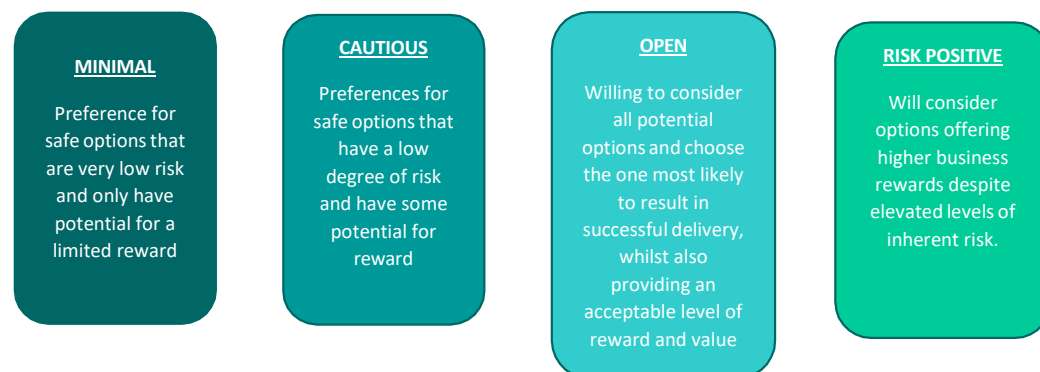 MINIMAL
Preference for
safe options that
are very low risk
and only have
potential for a
limited reward
CAUTIOUS
Preferences for
safe options that
have a low
degree of risk
and have some
potential for
reward
OPEN
Willing to consider
all potential
options and choose
the one most likely
to result in
successful delivery,
whilst also
providing an
acceptable level of
reward and value
RISK POSITIVE
Will consider
options offering
higher business
rewards despite
elevated levels of
inherent risk.